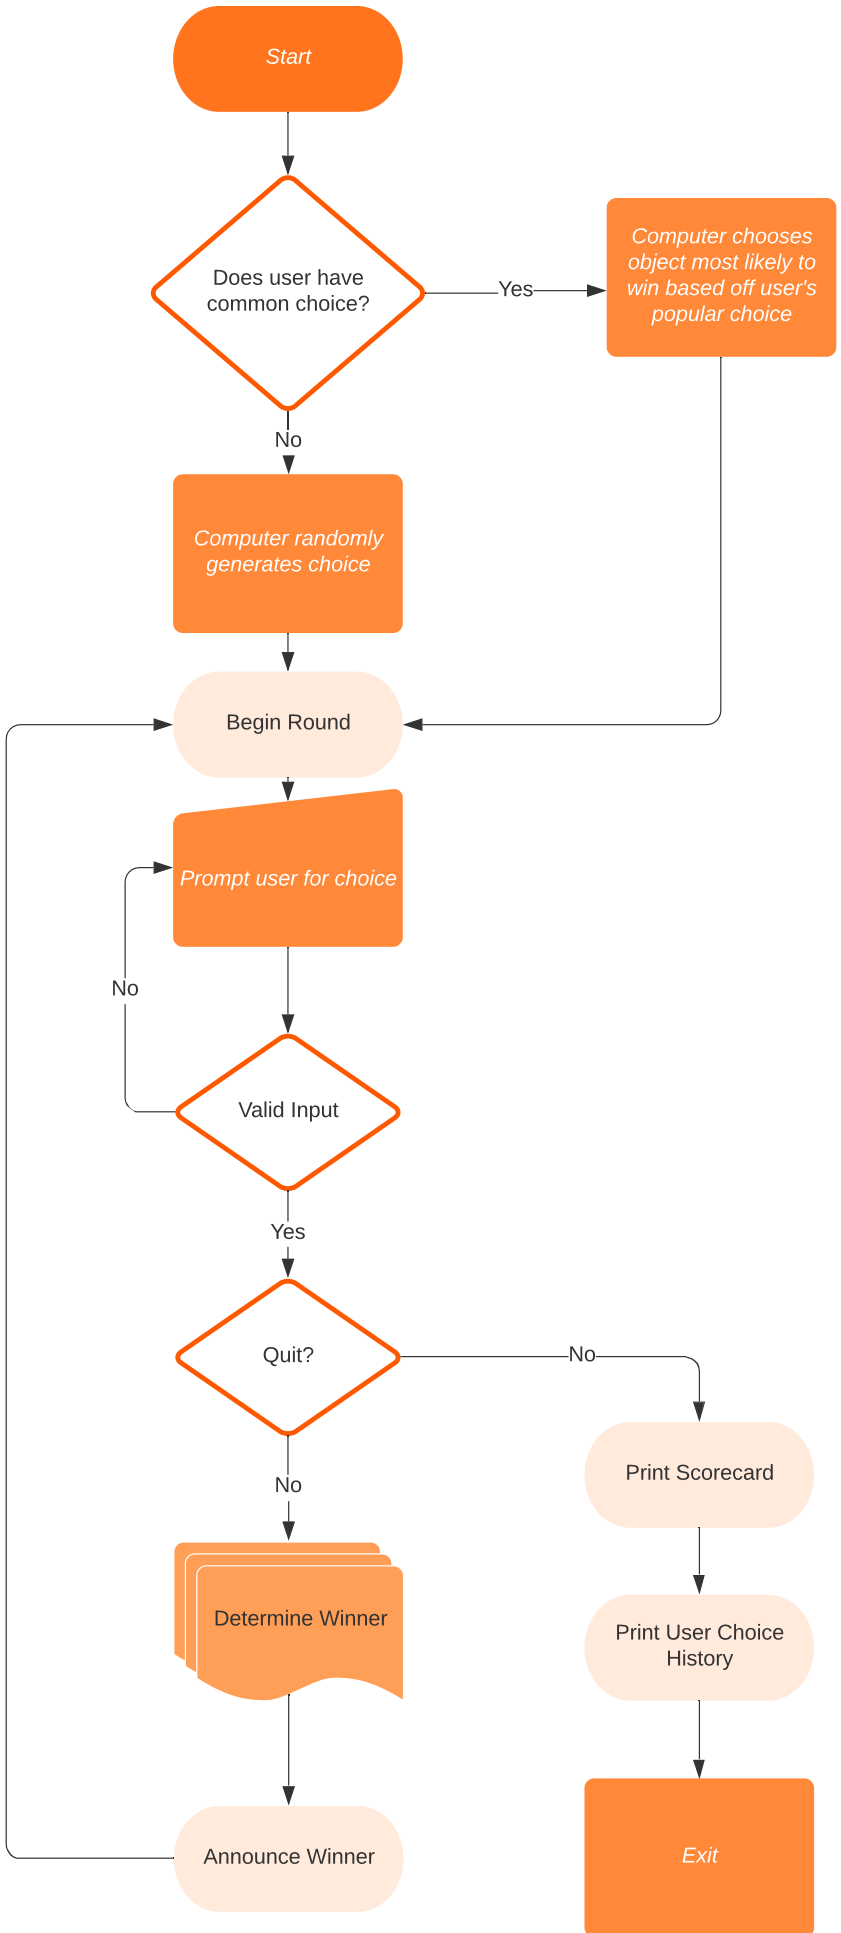 Start
Does user have
common choice?
Yes
Computer chooses
object most likely to
win based off user's
popular choice
No
Computer randomly
generates choice
Begin Round
Prompt user for choice
No
Valid Input
Yes
Quit?
No
No
Print Scorecard
Determine Winner
Print User Choice
History
Announce Winner
Exit